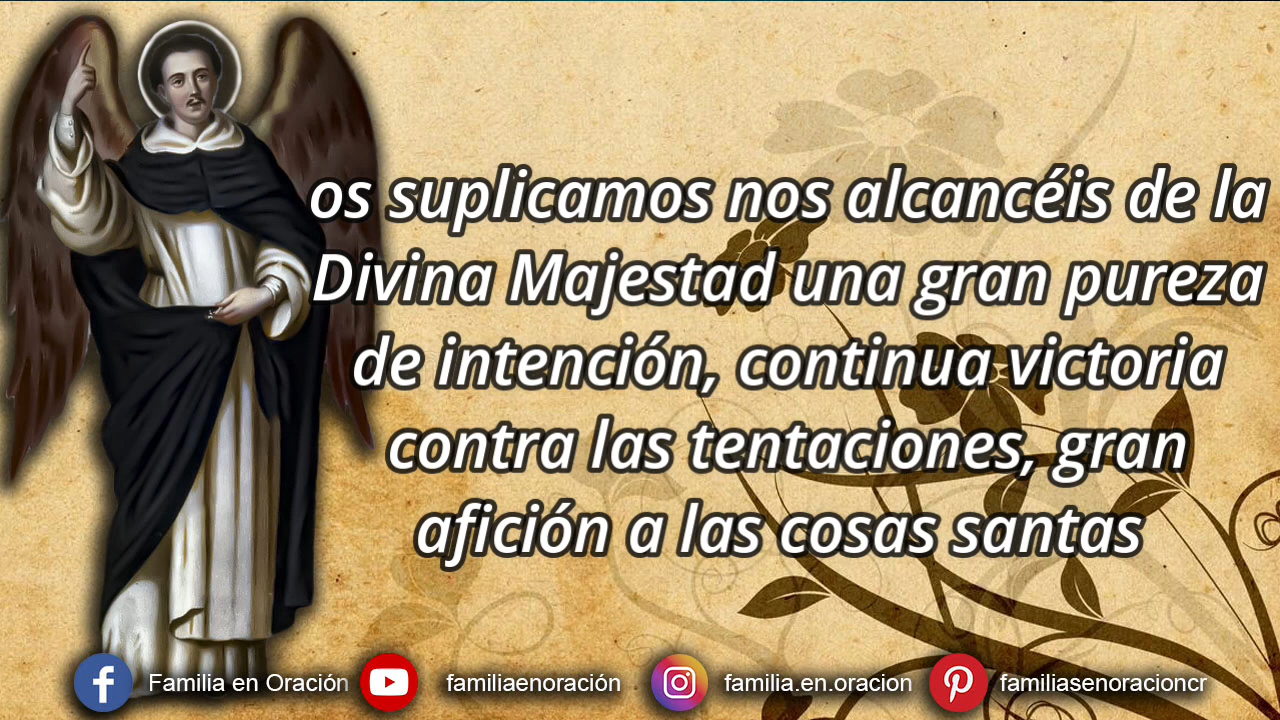 os suplicamos nos alcancéis de la
Divina Majestad una gran pureza
de intención, continua victoria
contra las tentaciones, gran
afición a las cosas santas
Familia en Oración familiaenoración familia.en.oracion familiasenoracioncr